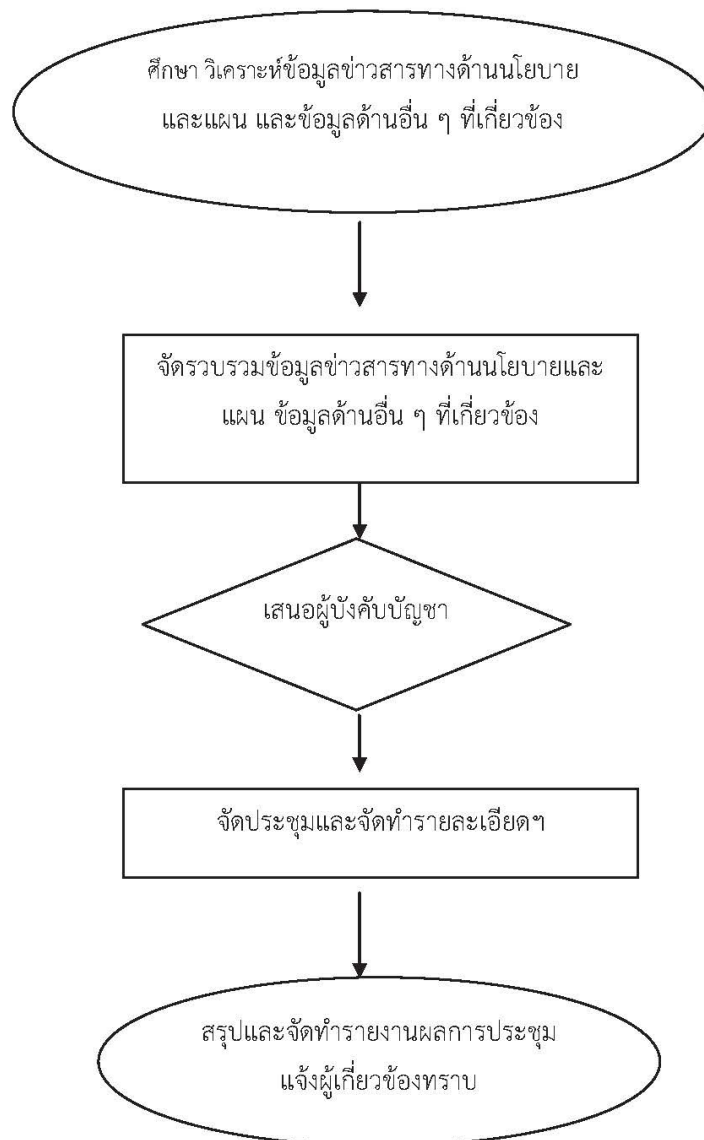 ศึกษา วิเคราะห์ข้อมูลข่าวสารทางด้านนโยบาย
และแผน และข้อมูลด้านอื่น ๆ ที่เกี่ยวข้อง
จัดรวบรวมข้อมูลข่าวสารทางด้านนโยบายและ
แผน ข้อมูลด้านอื่น ๆ ที่เกี่ยวข้อง
เสนอผู้บังคับบัญชา
จัดประชุมและจัดทำรายละเอียดฯ
สรุปและจัดทำรายงานผลการประชุม
แจ้งผู้เกี่ยวข้องทราบ